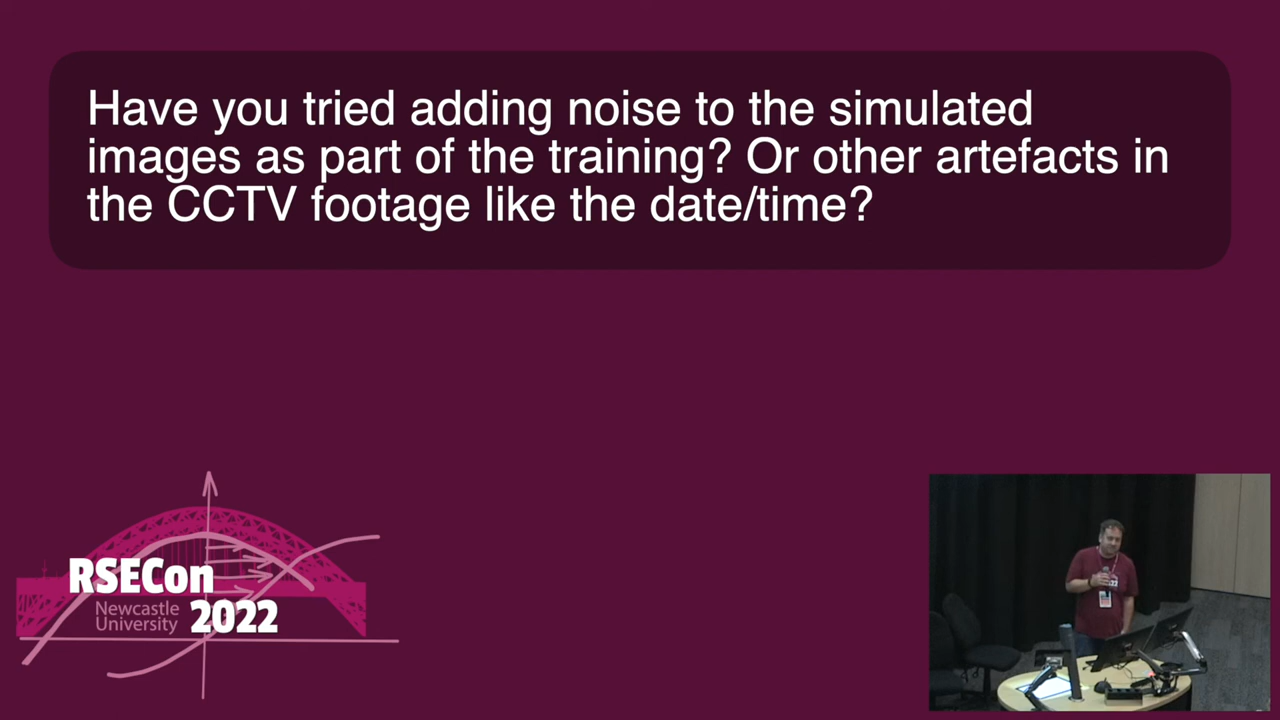 Have you tried adding noise to the simulated
images as part of the training? Or other artefacts in
the CCTV footage like the date/time?
RSECon
Newcastle
University
2022